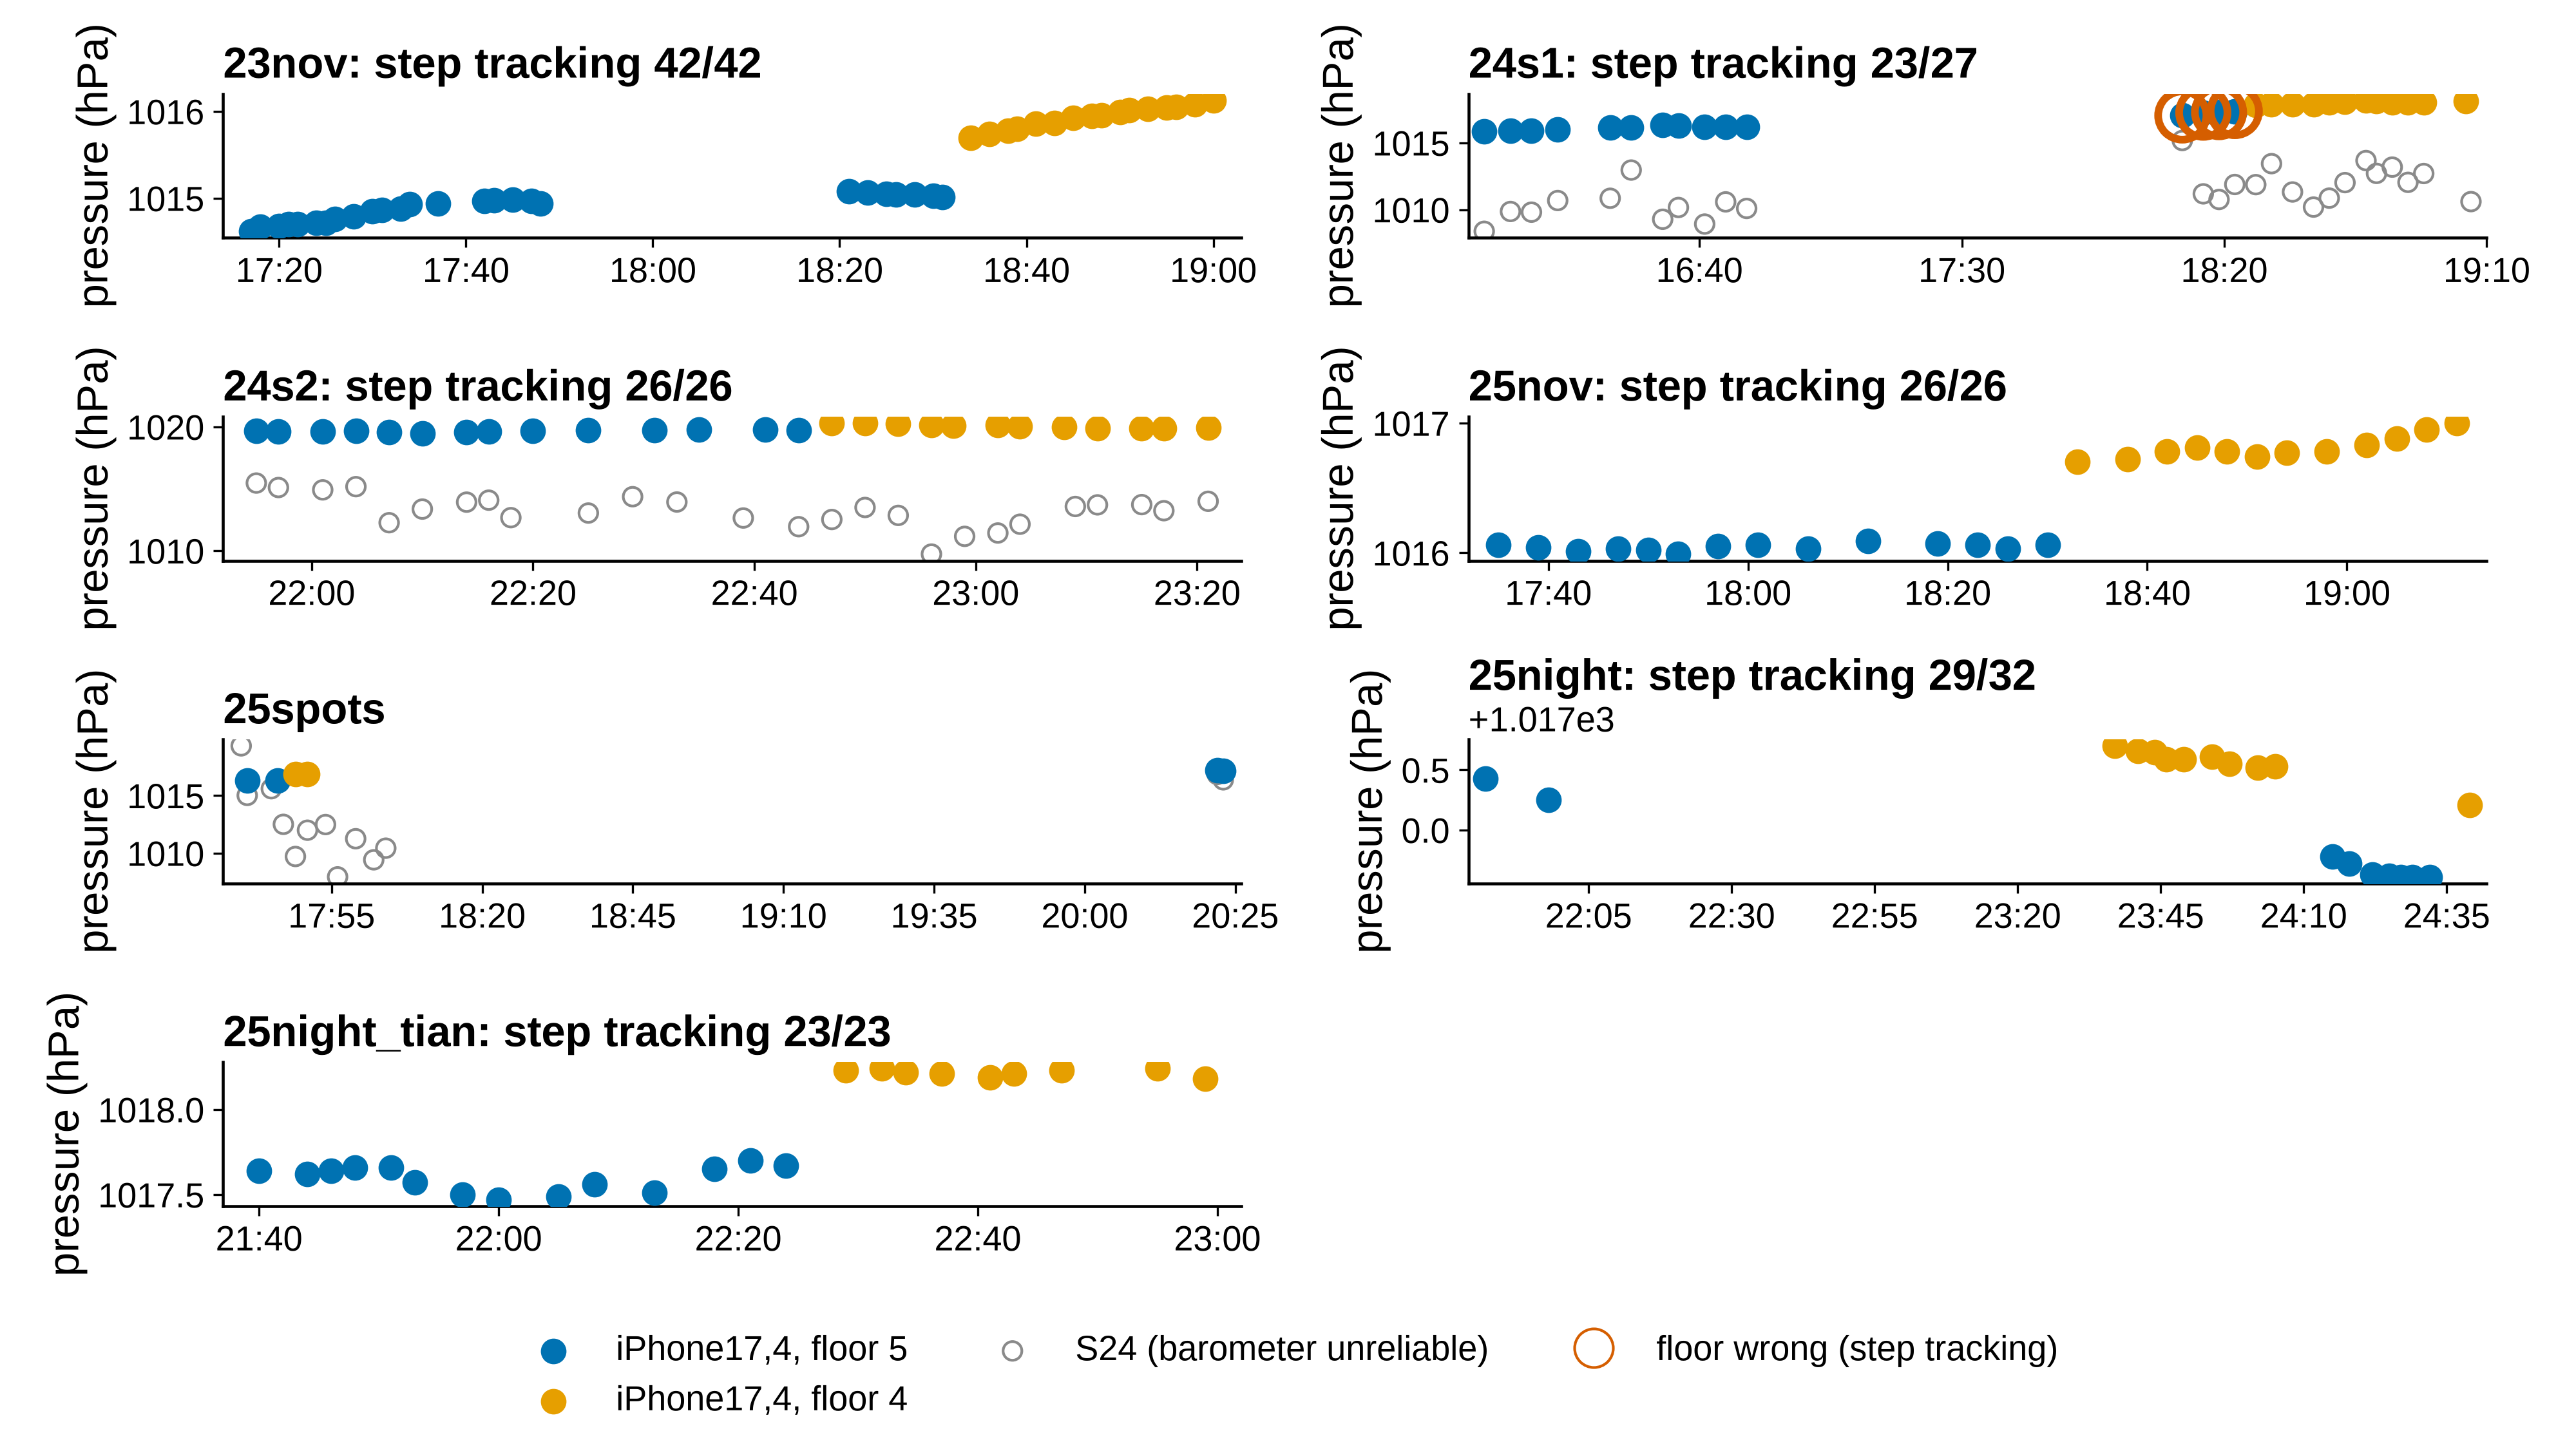 23nov: step tracking 42/42
pressure (hPa)
1016
1015
17:20 17:40 18:00 18:20 18:40 19:00
24s1: step tracking 23/27
pressure (hPa)
1015
1010
16:40 17:30 18:20 19:10
24s2: step tracking 26/26
pressure (hPa)
1020
1010
22:00 22:20 22:40 23:00 23:20
25nov: step tracking 26/26
pressure (hPa)
1017
1016
17:40 18:00 18:20 18:40 19:00
25spots
pressure (hPa)
1015
1010
17:55 18:20 18:45 19:10 19:35 20:00 20:25
25night: step tracking 29/32
+1.017e3
pressure (hPa)
0.5
0.0
22:05 22:30 22:55 23:20 23:45 24:10 24:35
25night_tian: step tracking 23/23
pressure (hPa)
1018.0
1017.5
21:40 22:00 22:20 22:40 23:00
iPhone17,4, floor 5
iPhone17,4, floor 4
S24 (barometer unreliable)
floor wrong (step tracking)